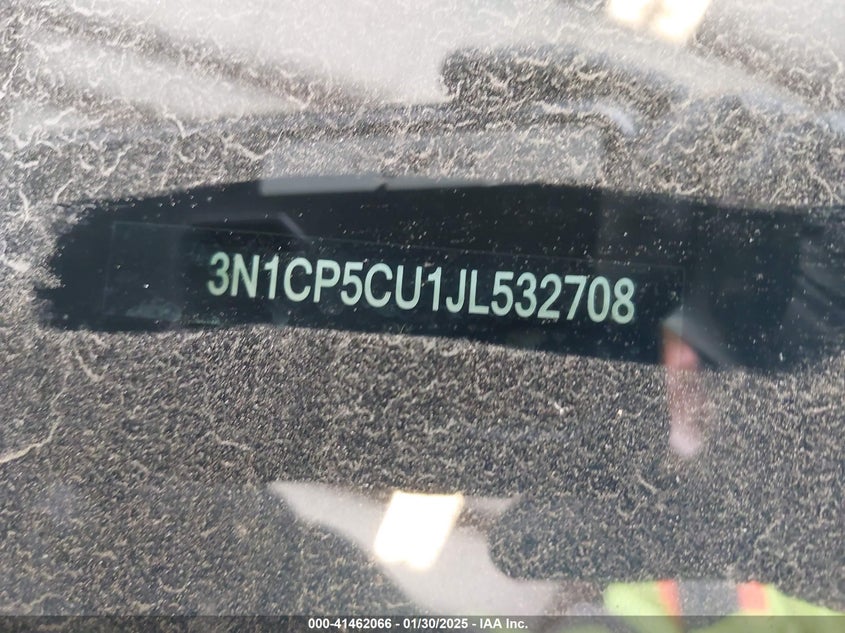 3N1CP5CU1JL532708
000-41462066 - 01/30/2025 - IAA Inc.